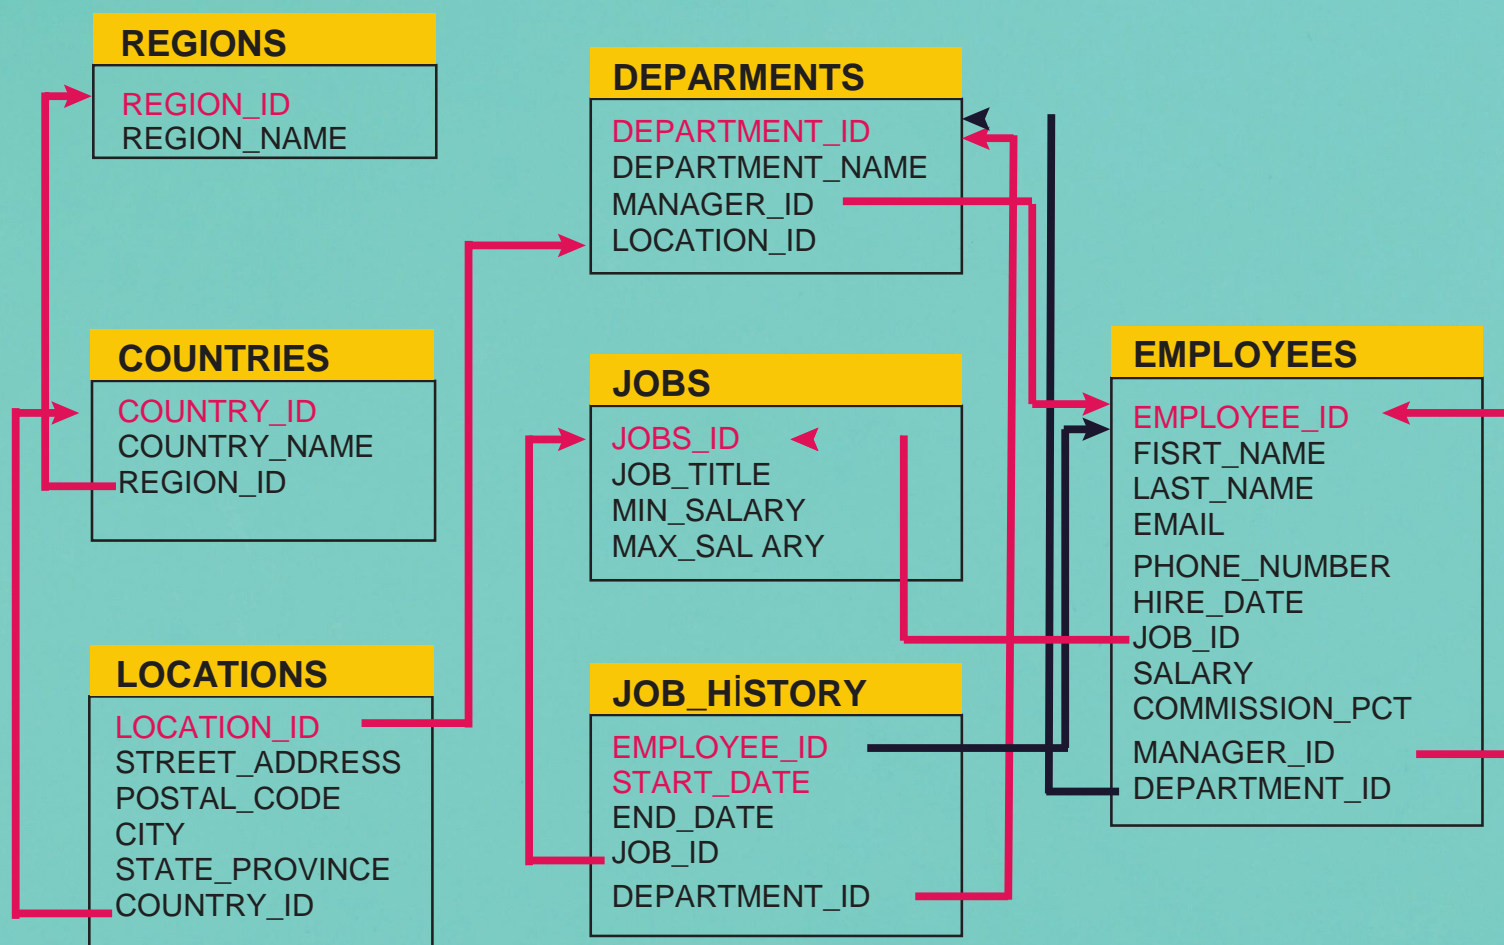 REGIONS
REGION_ID
REGION_NAME
COUNTRIES
COUNTRY_ID
COUNTRY_NAME
REGION_ID
LOCATIONS
LOCATION_ID
STREET_ADDRESS
POSTAL_CODE
CITY
STATE_PROVINCE
COUNTRY_ID
DEPARMENTS
DEPARTMENT_ID
DEPARTMENT_NAME
MANAGER_ID
LOCATION_ID
JOBS
JOBS_ID
JOB_TITLE
MIN_SALARY
MAX_SAL ARY
JOB_HİSTORY
EMPLOYEE_ID
START_DATE
END_DATE
JOB_ID
DEPARTMENT_ID
EMPLOYEES
EMPLOYEE_ID
FISRT_NAME
LAST_NAME
EMAIL
PHONE_NUMBER
HIRE_DATE
JOB_ID
SALARY
COMMISSION_PCT
MANAGER_ID
DEPARTMENT_ID